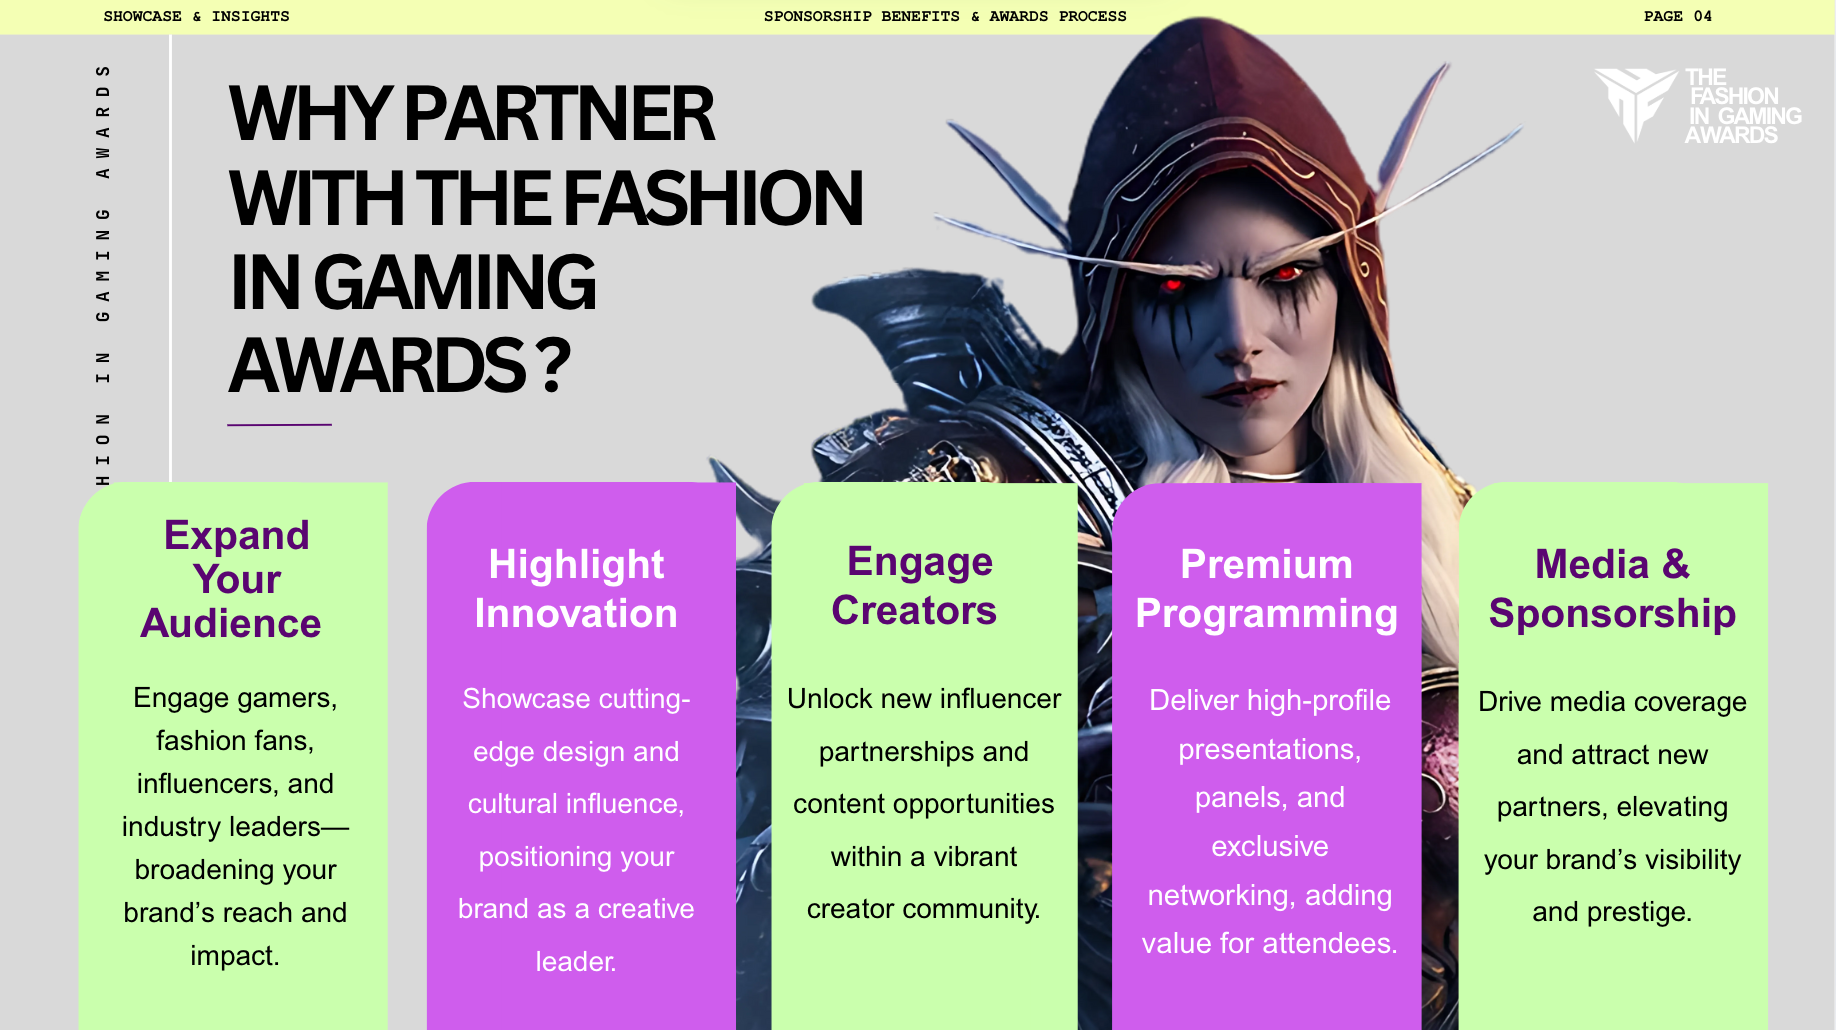 SHOWCASE & INSIGHTS
SPONSORSHIP BENEFITS & AWARDS PROCESS
PAGE 04
HION IN GAMING AWARDS
WHY PARTNER
WITH THE FASHION
IN GAMING
AWARDS ?
THE
FASHION
IN GAMING
AWARDS
Expand
Your
Audience
Engage gamers,
fashion fans,
influencers, and
industry leaders—
broadening your
brand’s reach and
impact.
Highlight
Innovation
Showcase cutting-
edge design and
cultural influence,
positioning your
brand as a creative
leader.
Engage
Creators
Unlock new influencer
partnerships and
content opportunities
within a vibrant
creator community.
Premium
Programming
Deliver high-profile
presentations,
panels, and
exclusive
networking, adding
value for attendees.
Media &
Sponsorship
Drive media coverage
and attract new
partners, elevating
your brand’s visibility
and prestige.